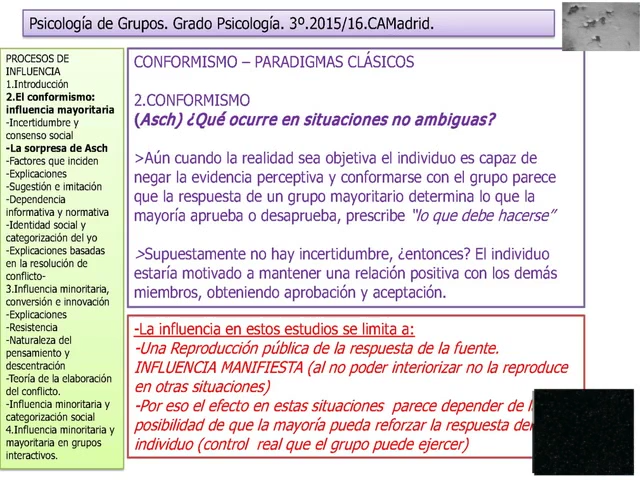 Psicología de Grupos. Grado Psicología. 3º.2015/16.CAMadrid.
PROCESOS DE
INFLUENCIA
1.Introducción
2.El conformismo:
influencia mayoritaria
-Incertidumbre y
consenso social
-La sorpresa de Asch
-Factores que inciden
-Explicaciones
-Sugestión e imitación
-Dependencia
informativa y normativa
-Identidad social y
categorización del yo
-Explicaciones basadas
en la resolución de
conflicto-
3.Influencia minoritaria,
conversión e innovación
-Explicaciones
-Resistencia
-Naturaleza del
pensamiento y
descentración
-Teoría de la elaboración
del conflicto.
-Influencia minoritaria y
categorización social
4.Influencia minoritaria y
mayoritaria en grupos
interactivos.
CONFORMISMO – PARADIGMAS CLÁSICOS
2.CONFORMISMO
(Asch) ¿Qué ocurre en situaciones no ambiguas?
>Aún cuando la realidad sea objetiva el individuo es capaz de
negar la evidencia perceptiva y conformarse con el grupo parece
que la respuesta de un grupo mayoritario determina lo que la
mayoría aprueba o desaprueba, prescribe “lo que debe hacerse”
>Supuestamente no hay incertidumbre, ¿entonces? El individuo
estaría motivado a mantener una relación positiva con los demás
miembros, obteniendo aprobación y aceptación.
-La influencia en estos estudios se limita a:
-Una Reproducción pública de la respuesta de la fuente.
INFLUENCIA MANIFIESTA (al no poder interiorizar no la reproduce
en otras situaciones)
-Por eso el efecto en estas situaciones parece depender de
posibilidad de que la mayoría pueda reforzar la respuesta
individuo (control real que el grupo puede ejercer)